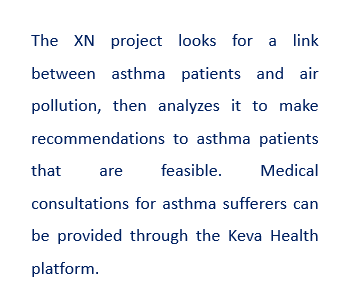 The XN project looks for a link
between asthma patients and air
pollution, then analyzes it to make
recommendations to asthma patients
that are feasible. Medical
consultations for asthma sufferers can
be provided through the Keva Health
platform.